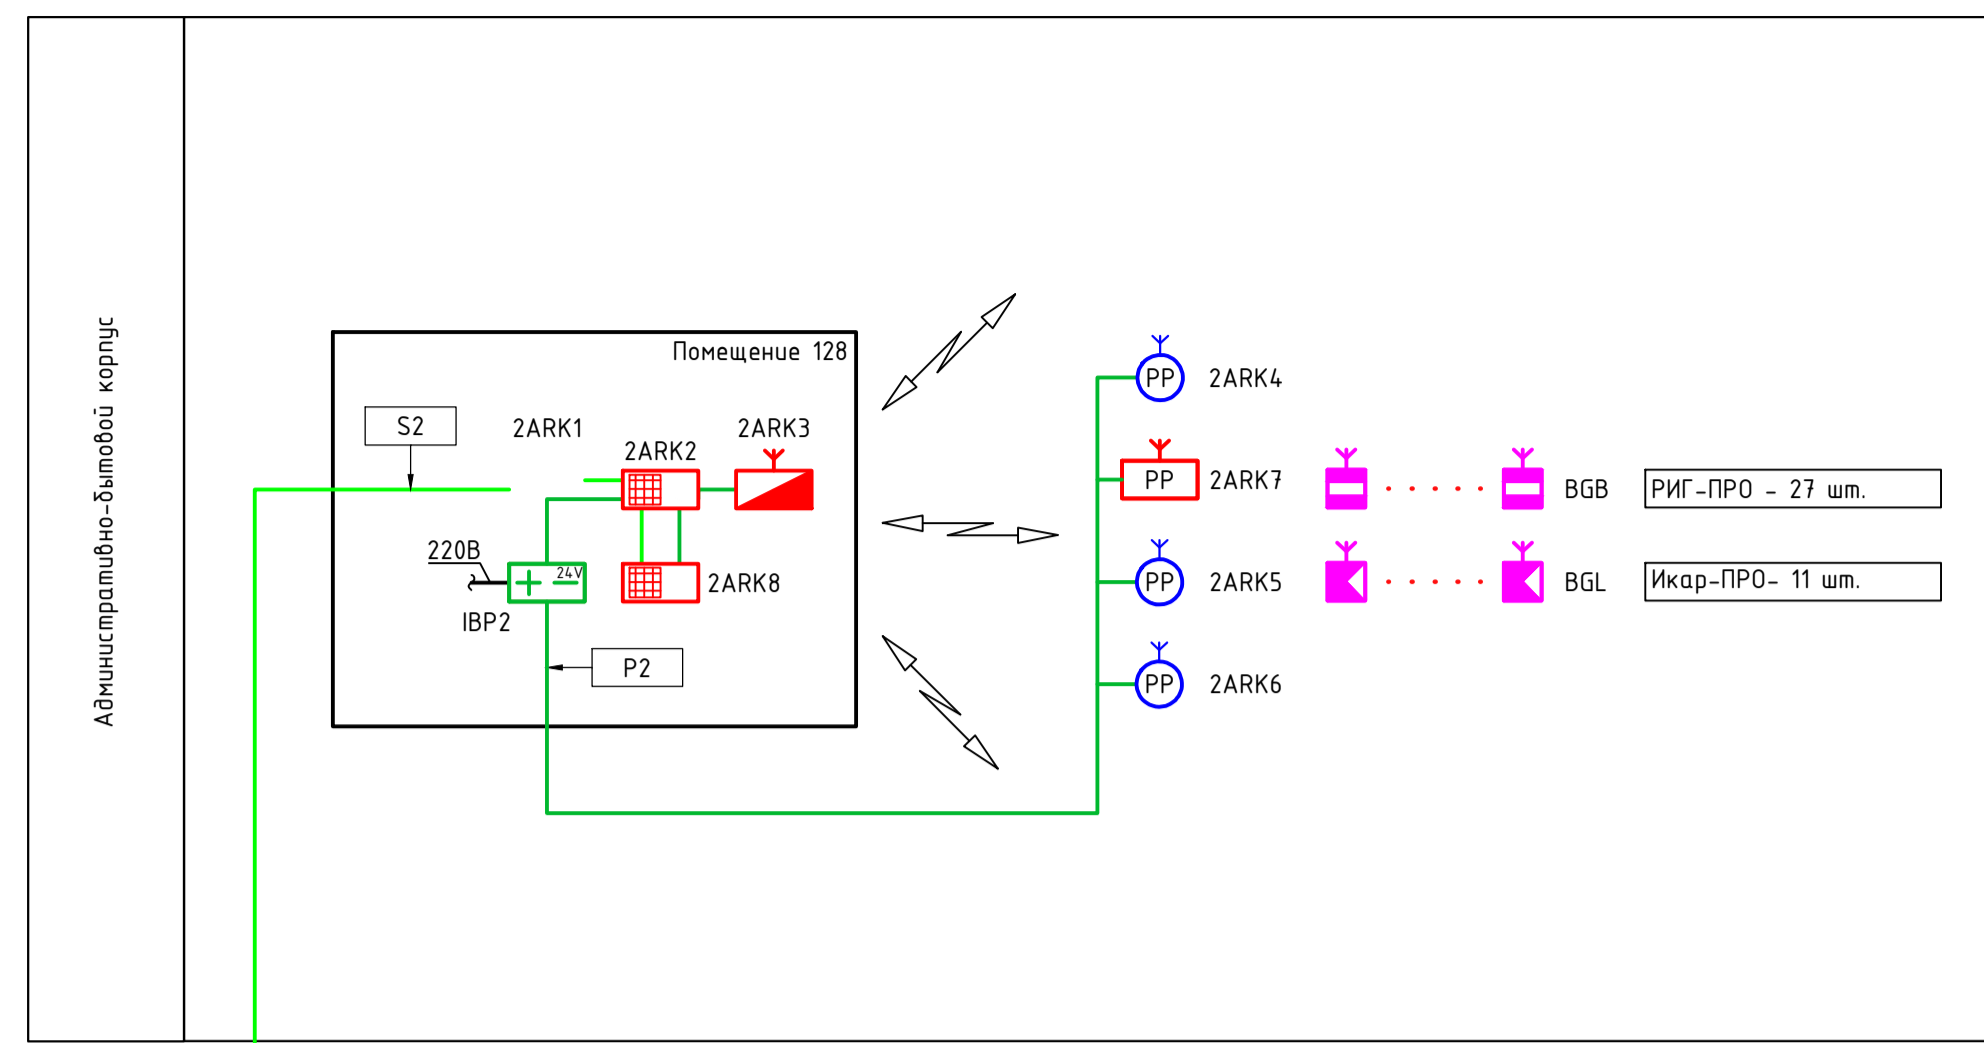 Административно-бытовой корпус
Помещение 128
S2
2ARK1
2ARK2
2ARK3
220В
24V
IBP2
2ARK8
P2
PP
2ARK4
PP
2ARK7
BGB
РИГ-ПРО - 27 шт.
PP
2ARK5
BGL
Икар-ПРО- 11 шт.
PP
2ARK6